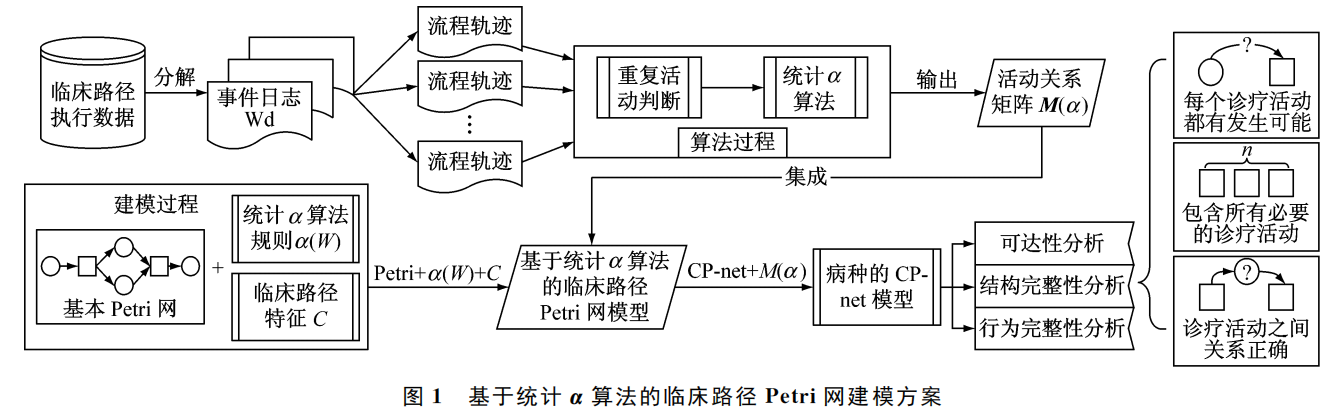 临床路径
执行数据
分解
事件日志
Wd
流程轨迹
流程轨迹
⋮
流程轨迹
重复活
动判断
统计α
算法
算法过程
输出
活动关系
矩阵 M(α)
集成
建模过程
基本 Petri 网
+
统计α算法
规则α(W)
临床路径
特征 C
Petri+α(W)+C
基于统计α算法
的临床路径
Petri 网模型
CP-net+M(α)
病种的 CP-
net 模型
可达性分析
结构完整性分析
行为完整性分析
?
每个诊疗活动
都有发生可能
n
包含所有必要
的诊疗活动
?
诊疗活动之间
关系正确
图 1 基于统计 α 算法的临床路径 Petri 网建模方案